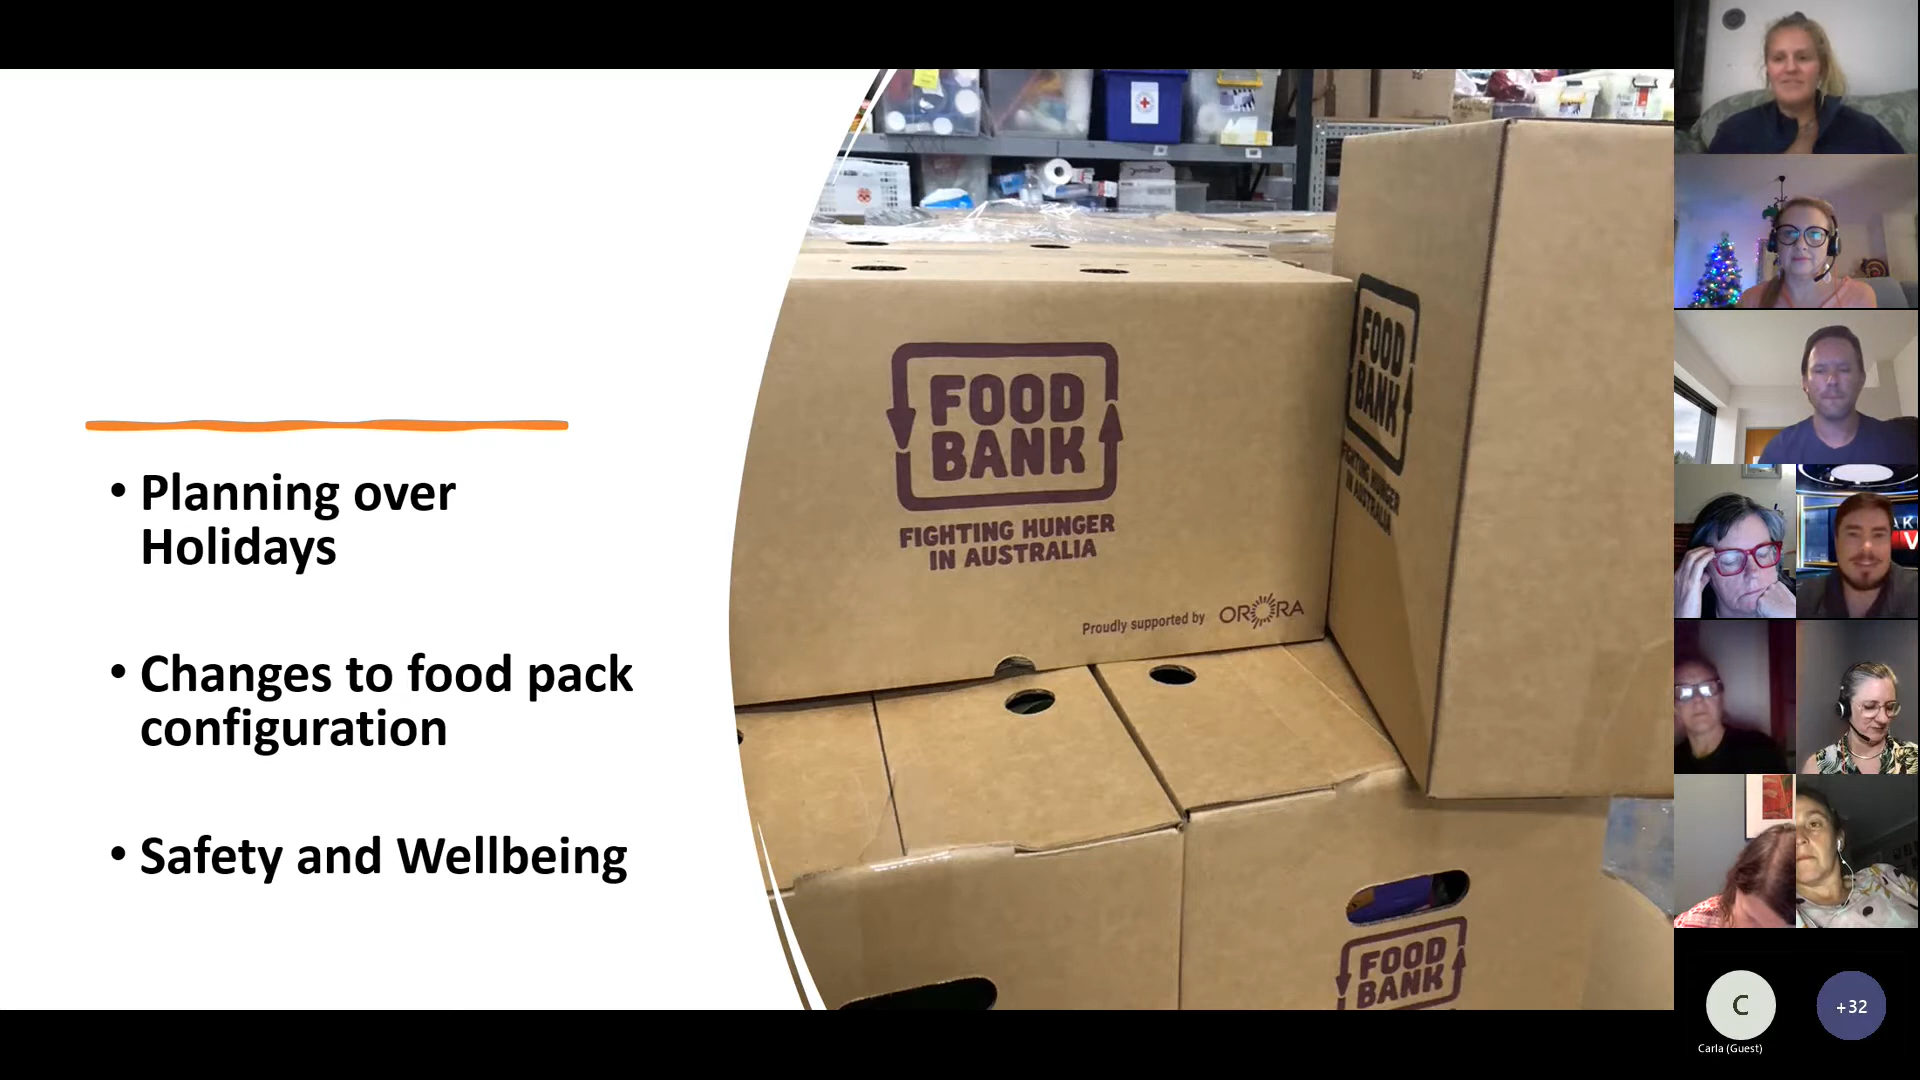 • Planning over
Holidays
• Changes to food pack
configuration
• Safety and Wellbeing
FOOD
BANK
FIGHTING HUNGER
IN AUSTRALIA
Proudly supported by ORORA
FOOD
BANK
FIGHTING HUNGER
IN AUSTRALIA
FOOD
BANK
C
Carla (Guest)
+32